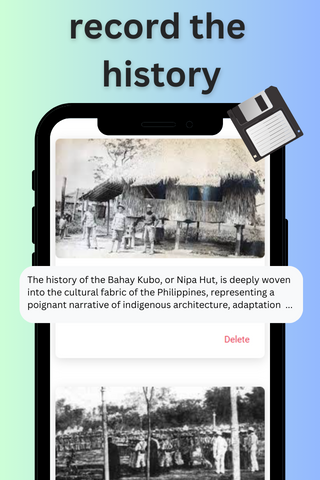 record the
history
The history of the Bahay Kubo, or Nipa Hut, is deeply woven
into the cultural fabric of the Philippines, representing a
poignant narrative of indigenous architecture, adaptation ...
Delete